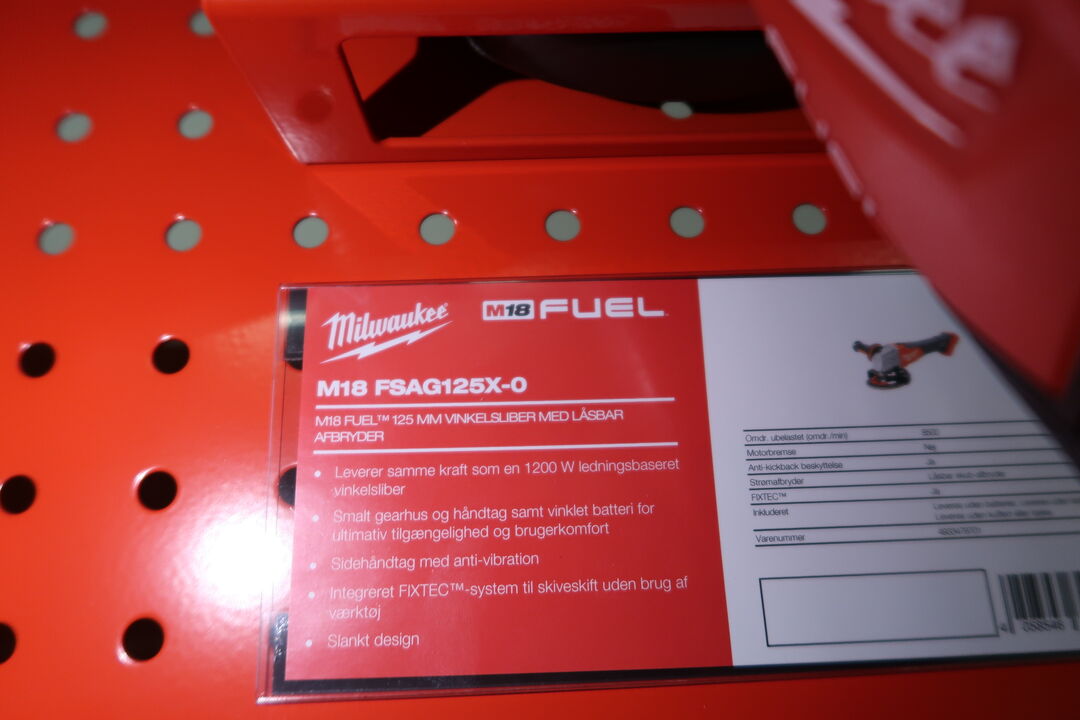 Milwaukee
M18 FUEL
M18 FSAG125X-0
M18 FUEL™ 125 MM VINKELSLIBER MED LÅSBAR
AFBRYDER
• Leverer samme kraft som en 1200 W ledningsbaseret
vinkelsliber
• Smalt gearhus og håndtag samt vinklet batteri for
ultimativ tilgængelighed og brugerkomfort
• Sidehåndtag med anti-vibration
• Integreret FIXTEC™-system til skiveskift uden brug af
værktøj
• Slankt design
Omdr. ubelastet (omdr./min) 8500
Motorbremse Nej
Anti-kickback beskyttelse Ja
Strømafbryder
FIXTEC™ Ja
Inkluderet
Varenummer